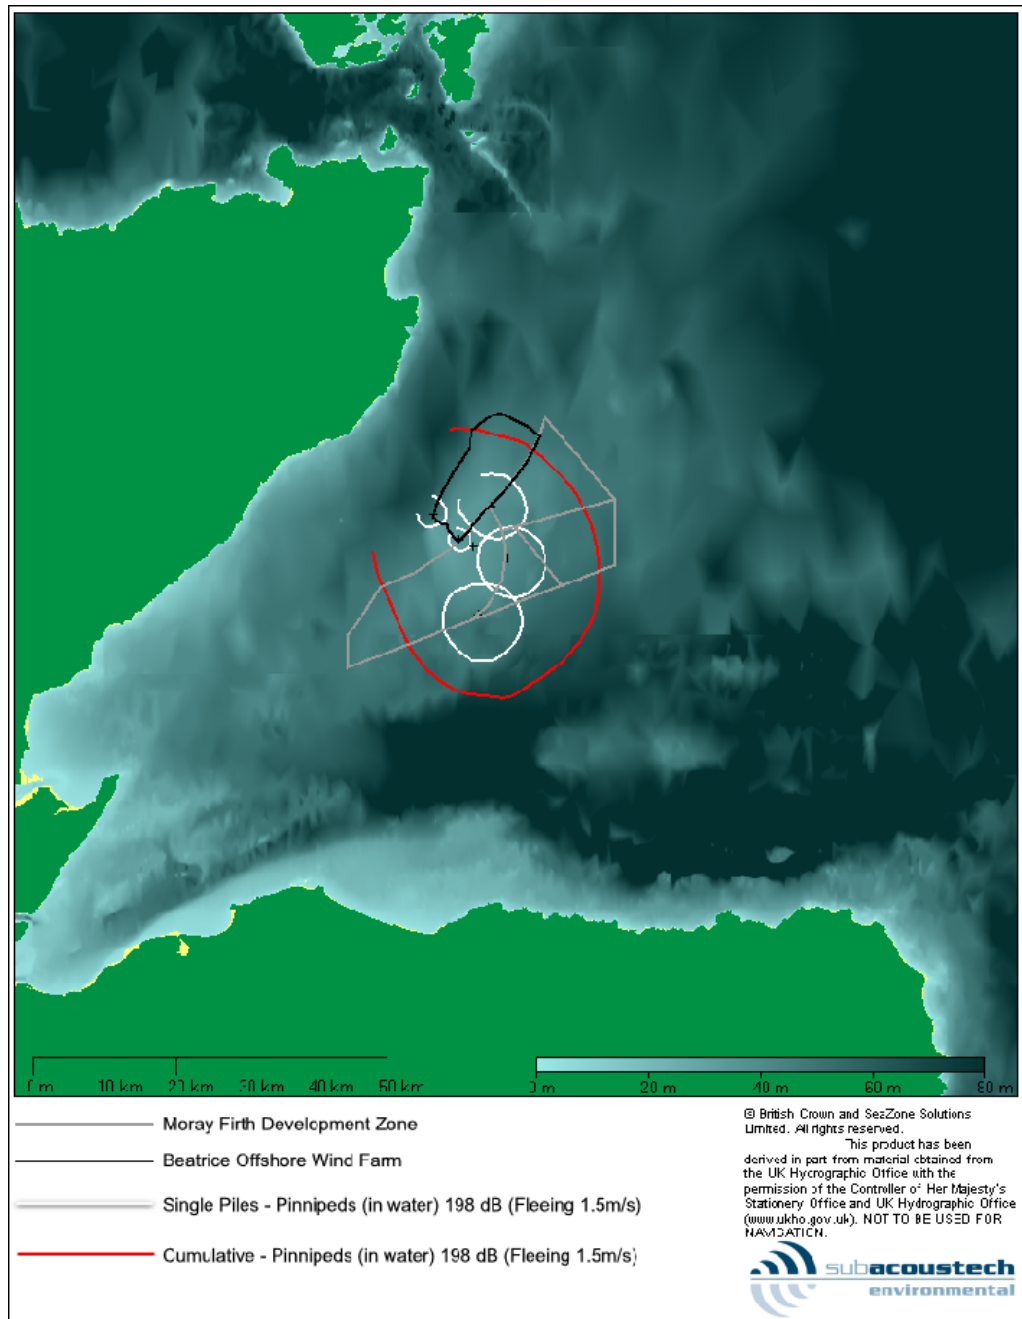 0 m 10 km 20 km 30 km 40 km 50 km
0 m 20 m 40 m 60 m 80 m
Moray Firth Development Zone
Beatrice Offshore Wind Farm
Single Piles - Pinnipeds (in water) 198 dB (Fleeing 1.5m/s)
Cumulative - Pinnipeds (in water) 198 dB (Fleeing 1.5m/s)
© British Crown and SeaZone Solutions
Limited. All rights reserved.
This product has been
derived in part from material obtained from
the UK Hydrographic Office with the
permission of the Controller of Her Majesty's
Stationery Office and UK Hydrographic Office
(www.ukho.gov.uk). NOT TO BE USED FOR
NAVIGATION.
subacoustech
environmental